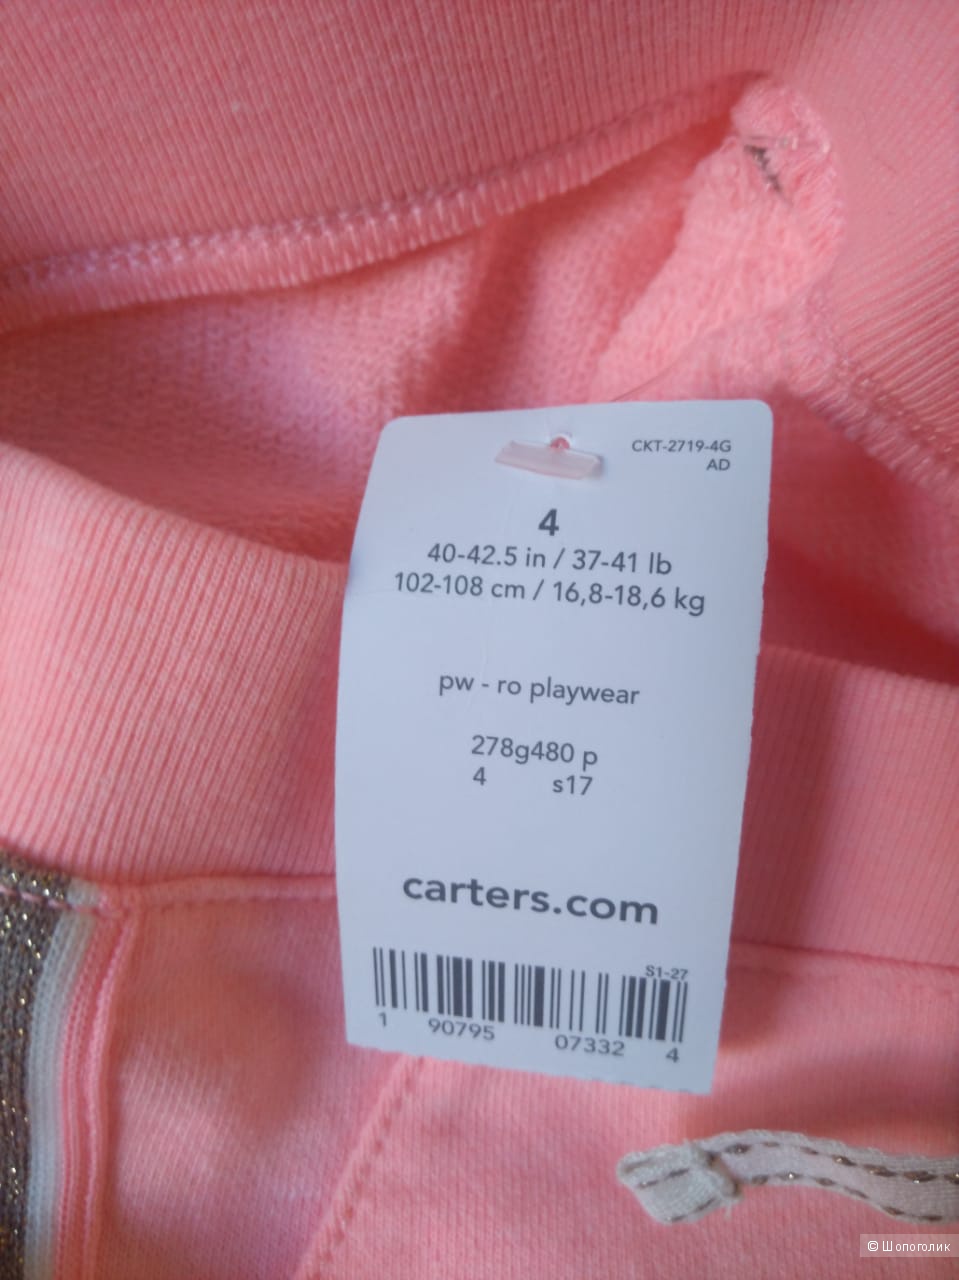 CKT-2719-4G
AD
4
40-42.5 in / 37-41 lb
102-108 cm / 16,8-18,6 kg
pw - ro playwear
278g480 p
4 s17
carters.com
S1-27
1 90795 07332 4
© Шопоголик